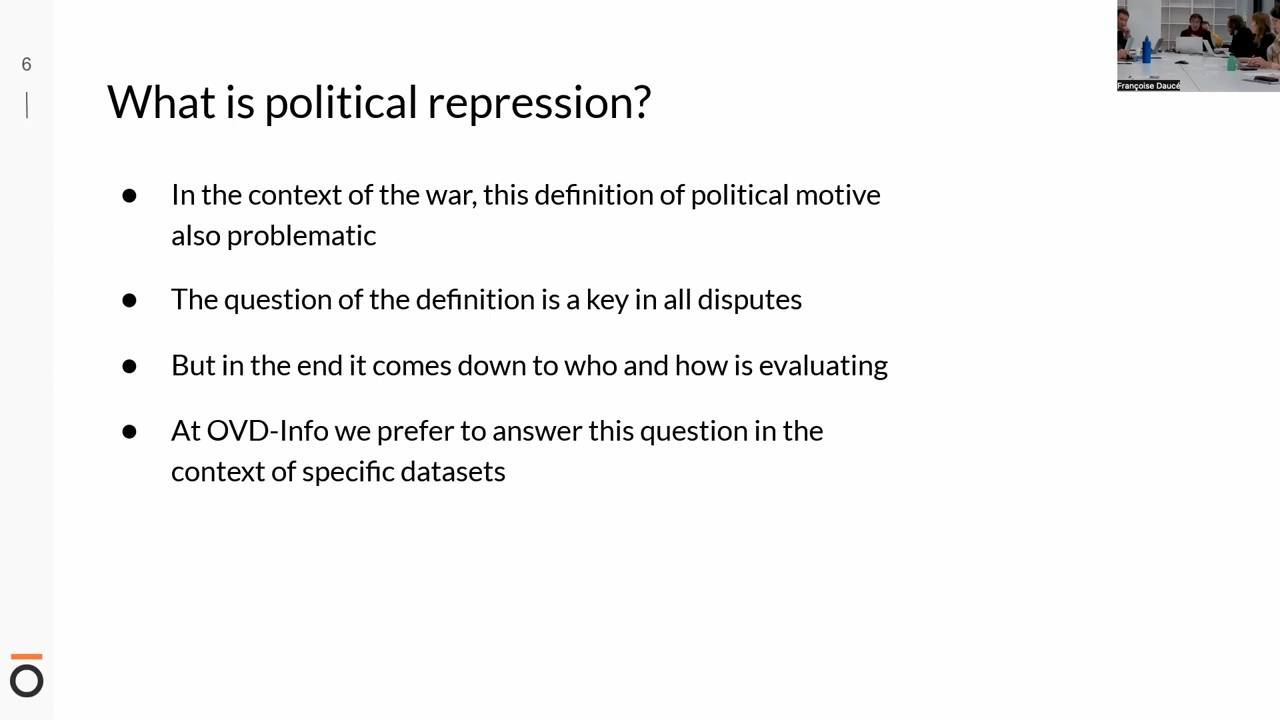 6
Françoise Daucé
What is political repression?
● In the context of the war, this definition of political motive
also problematic
● The question of the definition is a key in all disputes
● But in the end it comes down to who and how is evaluating
● At OVD-Info we prefer to answer this question in the
context of specific datasets